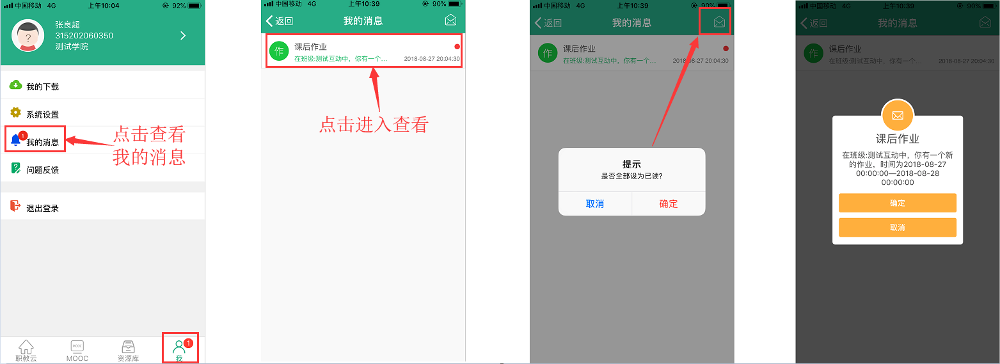 中国移动 4G 上午10:04 92%
张良超
315202060350
测试学院
我的下载
系统设置
1
我的消息
点击查看
我的消息
问题反馈
退出登录
MOOC
1
职教云 MOOC 资源库 我
中国移动 4G 上午10:39 90%
返回 我的消息
作 课后作业
在班级:测试互动中，你有一个... 2018-08-27 20:04:30
点击进入查看
中国移动 4G 上午10:39 90%
返回 我的消息
作 课后作业
在班级:测试互动中，你有一个... 2018-08-27 20:04:30
提示
是否全部设为已读?
取消 确定
中国移动 4G 上午10:39 90%
返回 我的消息
作 课后作业
在班级:测试互动中，你有一个... 2018-08-27 20:04:30
课后作业
在班级:测试互动中，你有一个新
的作业，时间为2018-08-27
00:00:00—2018-08-28
00:00:00
确定
取消